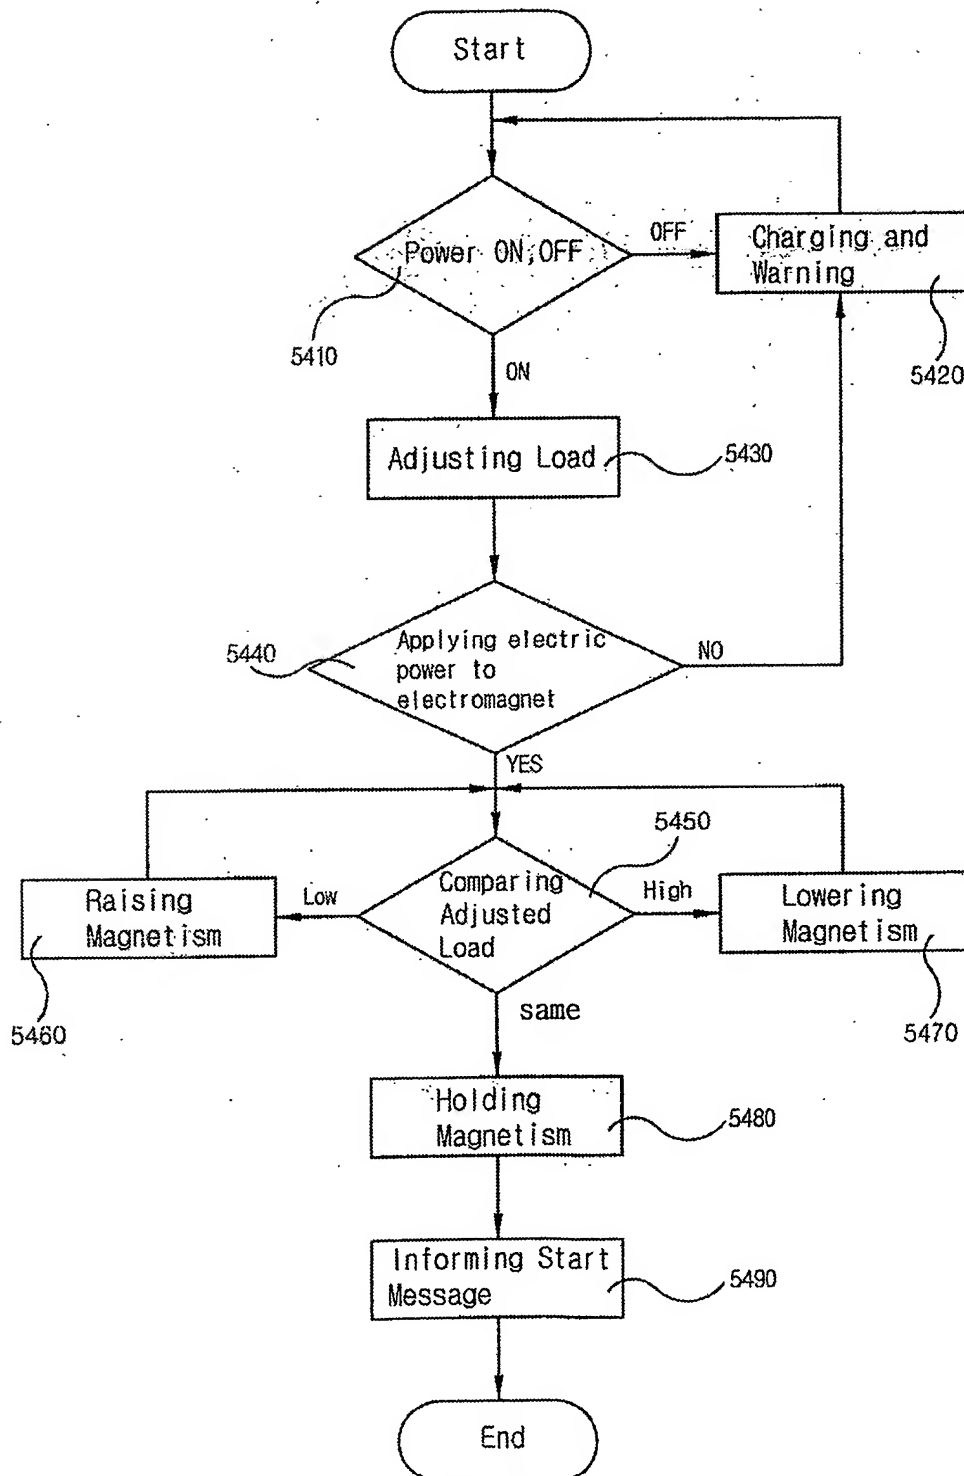 Start
Power ON,OFF
OFF
Charging and
Warning
5410
5420
ON
Adjusting Load
5430
Applying electric
power to
electromagnet
5440
NO
YES
5450
Raising
Magnetism
Low
Comparing
Adjusted
Load
High
Lowering
Magnetism
5460
5470
same
Holding
Magnetism
5480
Informing Start
Message
5490
End